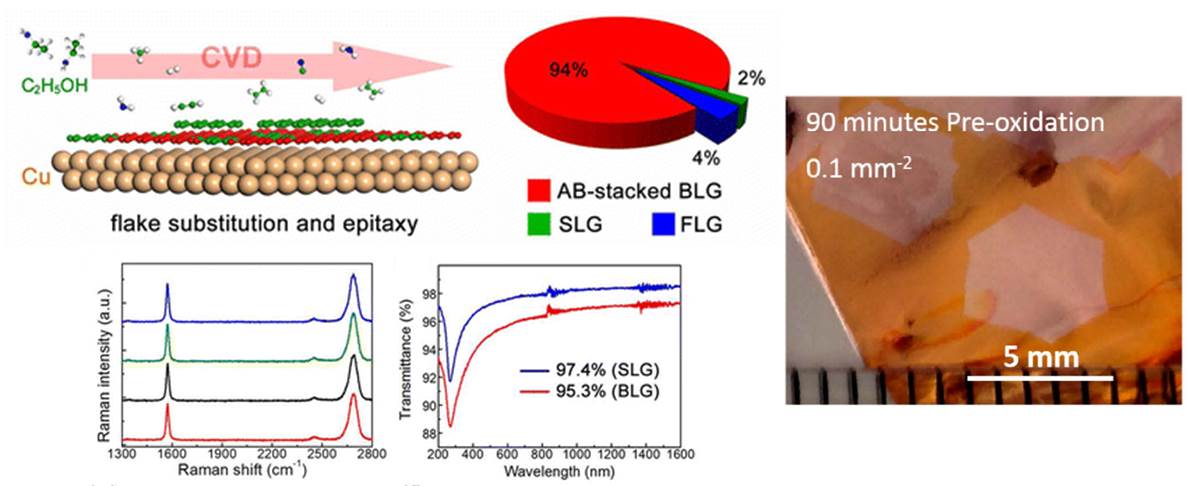 CVD
C₂H₅OH
Cu
flake substitution and epitaxy
94%
2%
4%
AB-stacked BLG
SLG
FLG
90 minutes Pre-oxidation
0.1 mm⁻²
5 mm
Raman intensity (a.u.)
1300 1600 1900 2200 2500 2800
Raman shift (cm⁻¹)
Transmittance (%)
98
96
94
92
90
88
97.4% (SLG)
95.3% (BLG)
200 400 600 800 1000 1200 1400 1600
Wavelength (nm)